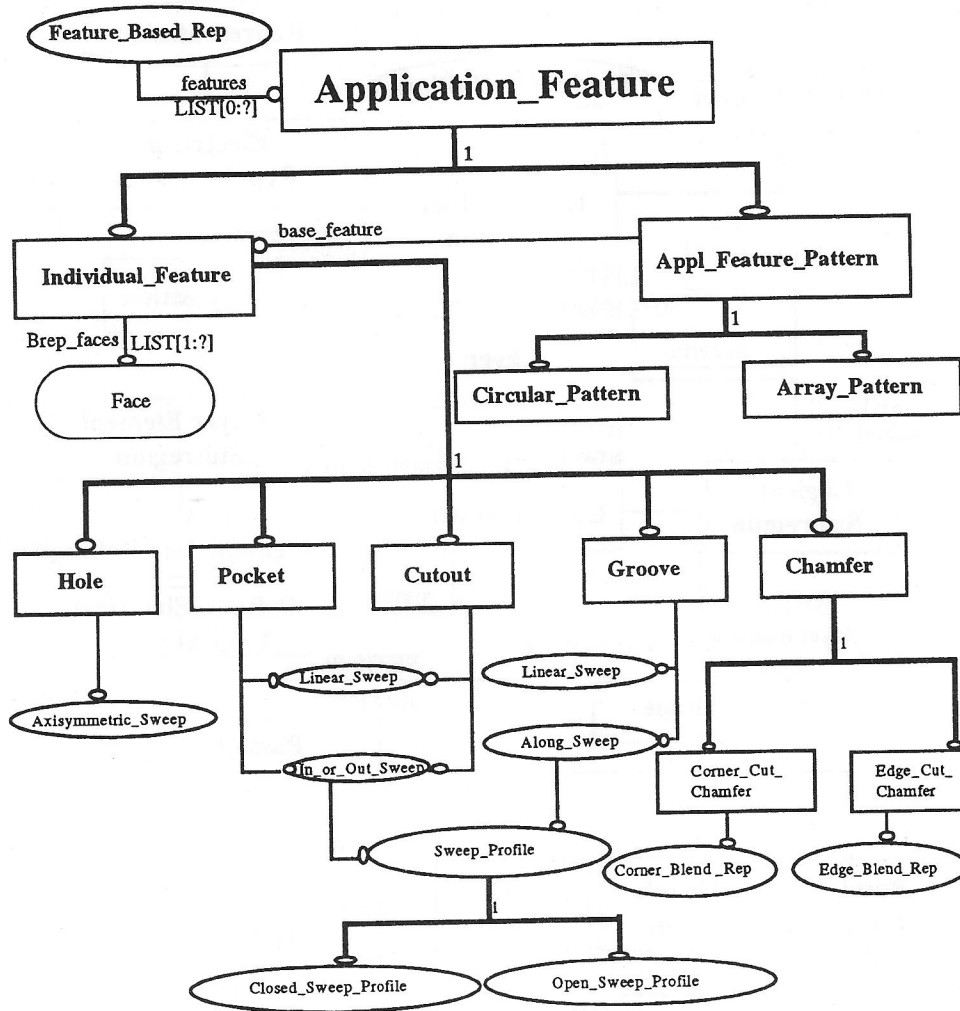 Feature_Based_Rep
features
LIST[0:?]
Application_Feature
1
base_feature
Individual_Feature
Appl_Feature_Pattern
Brep_faces
LIST[1:?]
1
Face
Circular_Pattern
Array_Pattern
1
Hole
Pocket
Cutout
Groove
Chamfer
1
Linear_Sweep
Linear_Sweep
Axisymmetric_Sweep
Along_Sweep
In_or_Out_Sweep
Corner_Cut_
Chamfer
Edge_Cut_
Chamfer
Sweep_Profile
Corner_Blend_Rep
Edge_Blend_Rep
1
Closed_Sweep_Profile
Open_Sweep_Profile